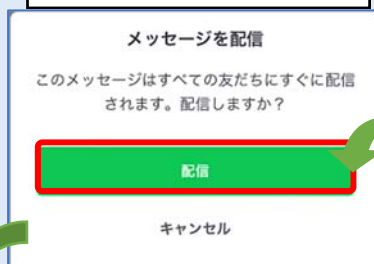 メッセージを配信
このメッセージはすべての友だちにすぐに配信
されます。配信しますか？
配信
キャンセル